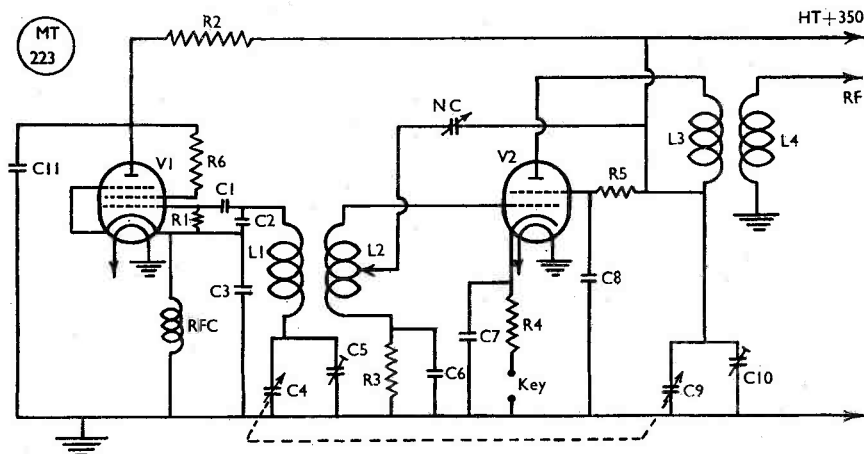 MT
223
R2
HT+350
RF
NC
C11
V1
R6
V2
R5
L3
L4
C1
R1
C2
L1
L2
C3
C8
RFC
C7
R4
C5
C4
R3
C6
Key
C9
C10